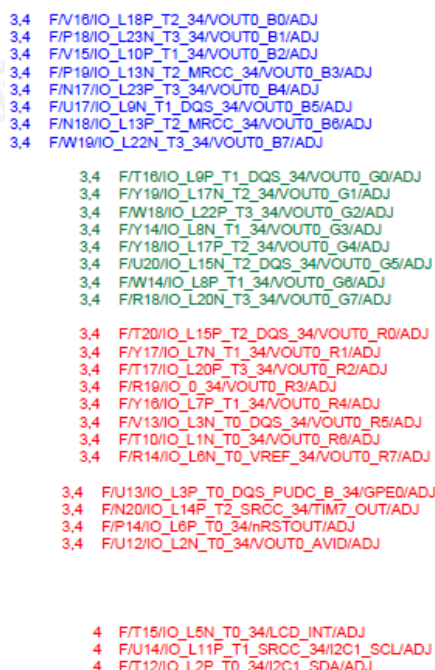 3,4 F/V16/IO_L18P_T2_34/VOUT0_B0/ADJ
3,4 F/P18/IO_L23N_T3_34/VOUT0_B1/ADJ
3,4 F/V15/IO_L10P_T1_34/VOUT0_B2/ADJ
3,4 F/P19/IO_L13N_T2_MRCC_34/VOUT0_B3/ADJ
3,4 F/N17/IO_L23P_T3_34/VOUT0_B4/ADJ
3,4 F/U17/IO_L9N_T1_DQS_34/VOUT0_B5/ADJ
3,4 F/N18/IO_L13P_T2_MRCC_34/VOUT0_B6/ADJ
3,4 F/W19/IO_L22N_T3_34/VOUT0_B7/ADJ
3,4 F/T16/IO_L9P_T1_DQS_34/VOUT0_G0/ADJ
3,4 F/Y19/IO_L17N_T2_34/VOUT0_G1/ADJ
3,4 F/W18/IO_L22P_T3_34/VOUT0_G2/ADJ
3,4 F/Y14/IO_L8N_T1_34/VOUT0_G3/ADJ
3,4 F/Y18/IO_L17P_T2_34/VOUT0_G4/ADJ
3,4 F/U20/IO_L15N_T2_DQS_34/VOUT0_G5/ADJ
3,4 F/W14/IO_L8P_T1_34/VOUT0_G6/ADJ
3,4 F/R18/IO_L20N_T3_34/VOUT0_G7/ADJ
3,4 F/T20/IO_L15P_T2_DQS_34/VOUT0_R0/ADJ
3,4 F/Y17/IO_L7N_T1_34/VOUT0_R1/ADJ
3,4 F/T17/IO_L20P_T3_34/VOUT0_R2/ADJ
3,4 F/R19/IO_0_34/VOUT0_R3/ADJ
3,4 F/Y16/IO_L7P_T1_34/VOUT0_R4/ADJ
3,4 F/V13/IO_L3N_T0_DQS_34/VOUT0_R5/ADJ
3,4 F/T10/IO_L1N_T0_34/VOUT0_R6/ADJ
3,4 F/R14/IO_L6N_T0_VREF_34/VOUT0_R7/ADJ
3,4 F/U13/IO_L3P_T0_DQS_PUDC_B_34/GPE0/ADJ
3,4 F/N20/IO_L14P_T2_SRCC_34/TIM7_OUT/ADJ
3,4 F/P14/IO_L6P_T0_34/nRSTOUT/ADJ
3,4 F/U12/IO_L2N_T0_34/VOUT0_AVID/ADJ
4 F/T15/IO_L5N_T0_34/LCD_INT/ADJ
4 F/U14/IO_L11P_T1_SRCC_34/I2C1_SCL/ADJ
4 F/T12/IO_L2P_T0_34/I2C1_SDA/ADJ